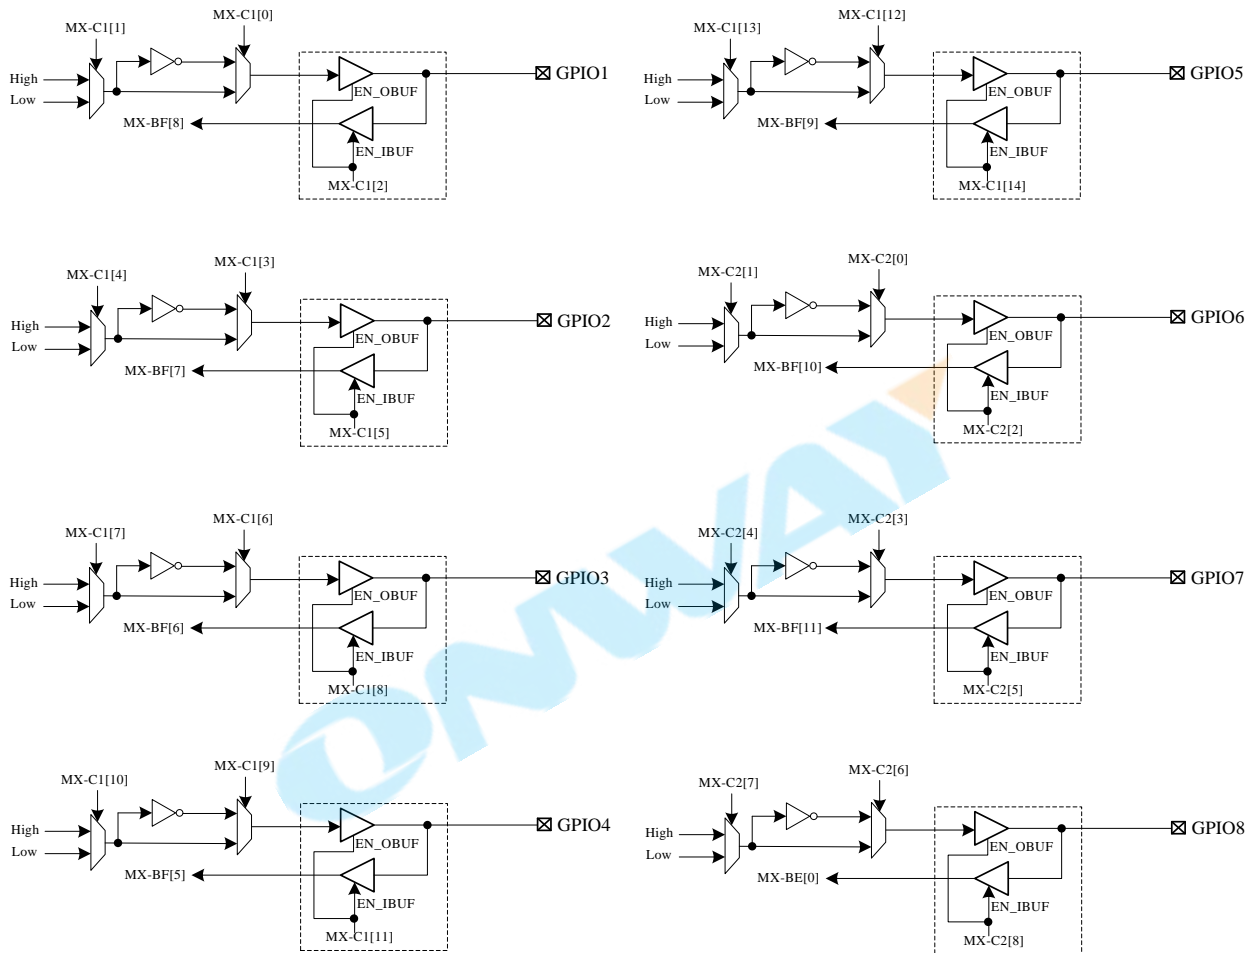 MX-C1[1]
MX-C1[0]
High
Low
GPIO1
EN_OBUF
MX-BF[8]
EN_IBUF
MX-C1[2]
MX-C1[13]
MX-C1[12]
High
Low
GPIO5
EN_OBUF
MX-BF[9]
EN_IBUF
MX-C1[14]
MX-C1[4]
MX-C1[3]
High
Low
GPIO2
EN_OBUF
MX-BF[7]
EN_IBUF
MX-C1[5]
MX-C2[1]
MX-C2[0]
High
Low
GPIO6
EN_OBUF
MX-BF[10]
EN_IBUF
MX-C2[2]
MX-C1[7]
MX-C1[6]
High
Low
GPIO3
EN_OBUF
MX-BF[6]
EN_IBUF
MX-C1[8]
MX-C2[4]
MX-C2[3]
High
Low
GPIO7
EN_OBUF
MX-BF[11]
EN_IBUF
MX-C2[5]
MX-C1[10]
MX-C1[9]
High
Low
GPIO4
EN_OBUF
MX-BF[5]
EN_IBUF
MX-C1[11]
MX-C2[7]
MX-C2[6]
High
Low
GPIO8
EN_OBUF
MX-BE[0]
EN_IBUF
MX-C2[8]
ONWAY